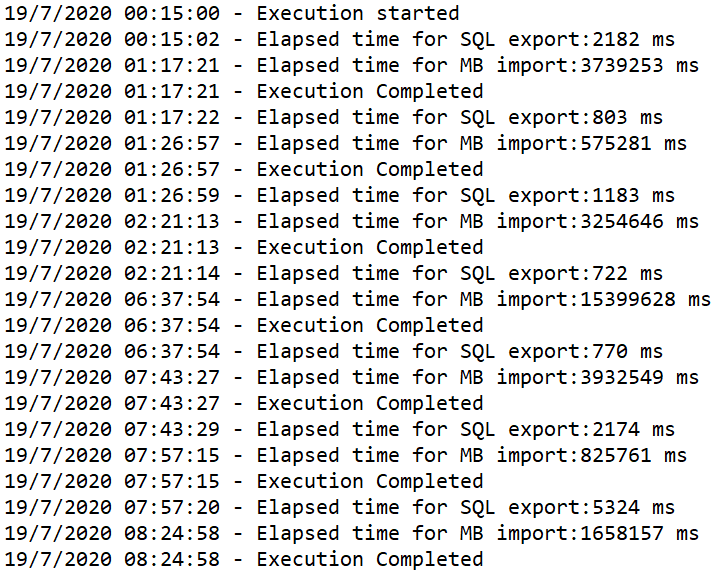 19/7/2020 00:15:00 - Execution started
19/7/2020 00:15:02 - Elapsed time for SQL export:2182 ms
19/7/2020 01:17:21 - Elapsed time for MB import:3739253 ms
19/7/2020 01:17:21 - Execution Completed
19/7/2020 01:17:22 - Elapsed time for SQL export:803 ms
19/7/2020 01:26:57 - Elapsed time for MB import:575281 ms
19/7/2020 01:26:57 - Execution Completed
19/7/2020 01:26:59 - Elapsed time for SQL export:1183 ms
19/7/2020 02:21:13 - Elapsed time for MB import:3254646 ms
19/7/2020 02:21:13 - Execution Completed
19/7/2020 02:21:14 - Elapsed time for SQL export:722 ms
19/7/2020 06:37:54 - Elapsed time for MB import:15399628 ms
19/7/2020 06:37:54 - Execution Completed
19/7/2020 06:37:54 - Elapsed time for SQL export:770 ms
19/7/2020 07:43:27 - Elapsed time for MB import:3932549 ms
19/7/2020 07:43:27 - Execution Completed
19/7/2020 07:43:29 - Elapsed time for SQL export:2174 ms
19/7/2020 07:57:15 - Elapsed time for MB import:825761 ms
19/7/2020 07:57:15 - Execution Completed
19/7/2020 07:57:20 - Elapsed time for SQL export:5324 ms
19/7/2020 08:24:58 - Elapsed time for MB import:1658157 ms
19/7/2020 08:24:58 - Execution Completed